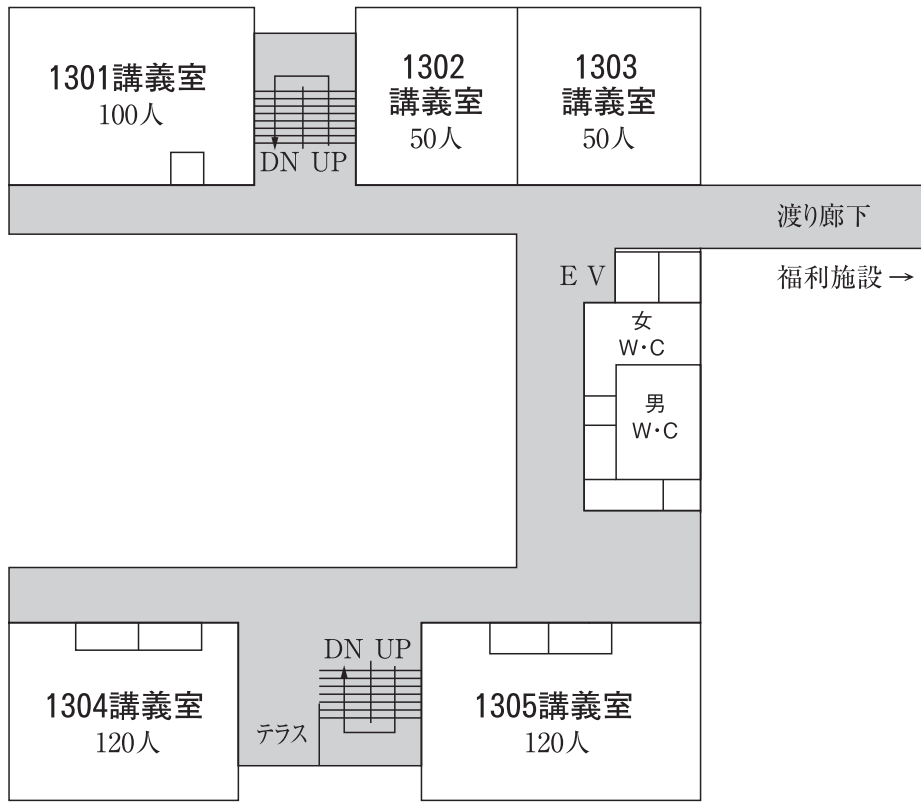 1301講義室
100人
DN UP
1302
講義室
50人
1303
講義室
50人
渡り廊下
福利施設→
E V
女
W・C
男
W・C
DN UP
テラス
1304講義室
120人
1305講義室
120人